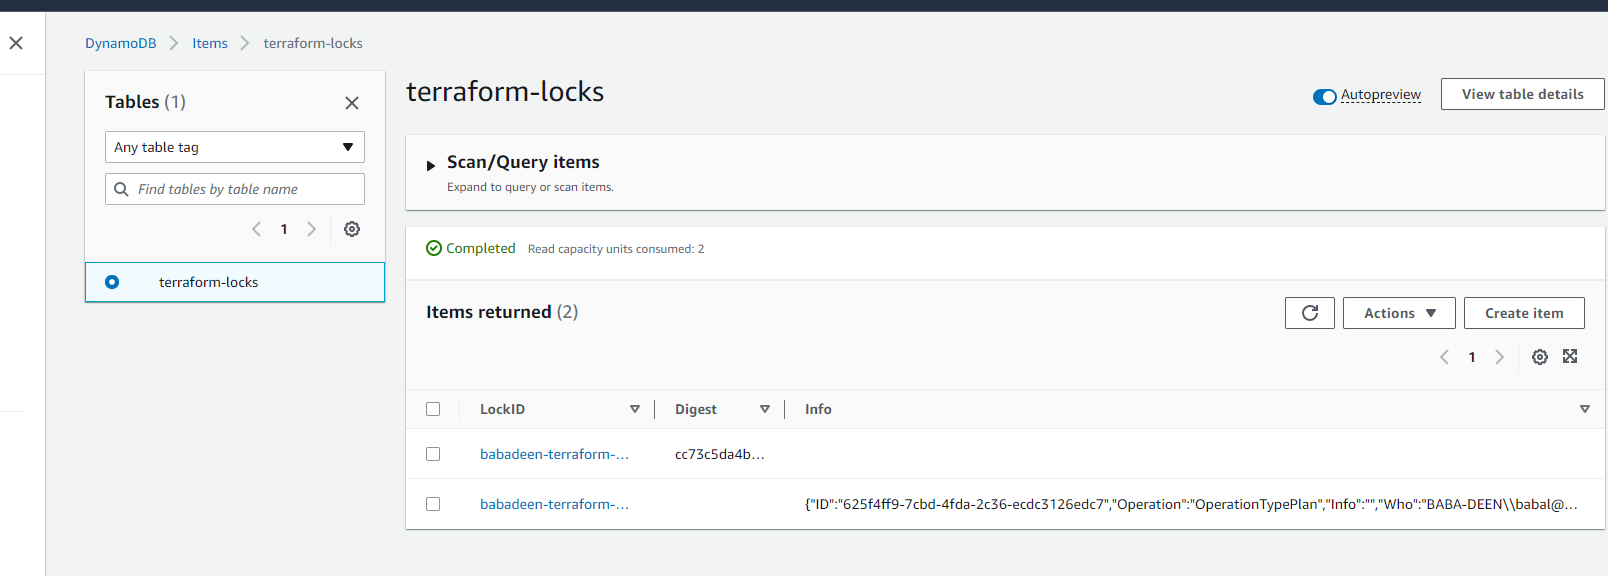 DynamoDB > Items > terraform-locks
Tables (1)
Any table tag
Find tables by table name
1
terraform-locks
terraform-locks
Autopreview
View table details
Scan/Query items
Expand to query or scan items.
Completed Read capacity units consumed: 2
Items returned (2)
Actions
Create item
1
LockID Digest Info
babadeen-terraform-... cc73c5da4b...
babadeen-terraform-... {"ID":"625f4ff9-7cbd-4fda-2c36-ecdc3126edc7","Operation":"OperationTypePlan","Info":"","Who":"BABA-DEEN\\babal@...